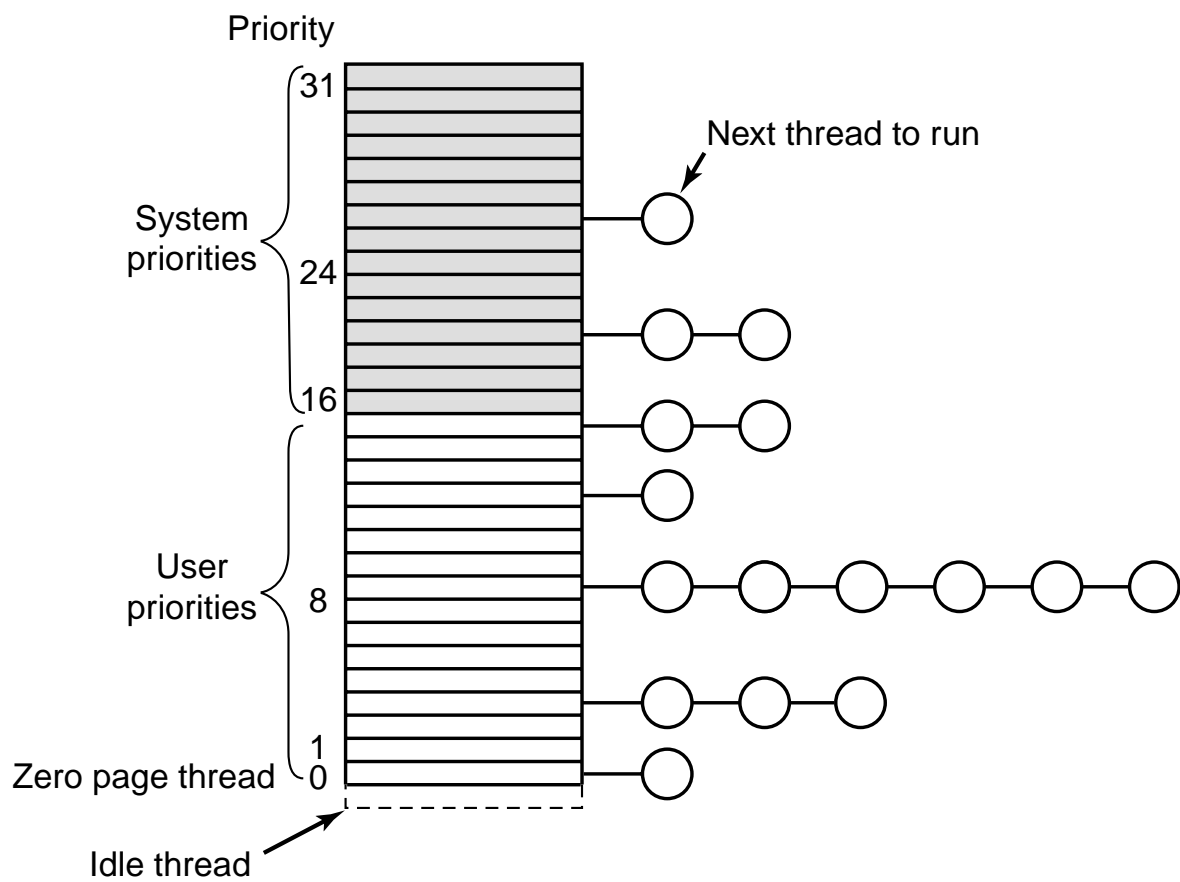 Priority
31
Next thread to run
System
priorities
24
16
User
priorities
8
1
Zero page thread
0
Idle thread